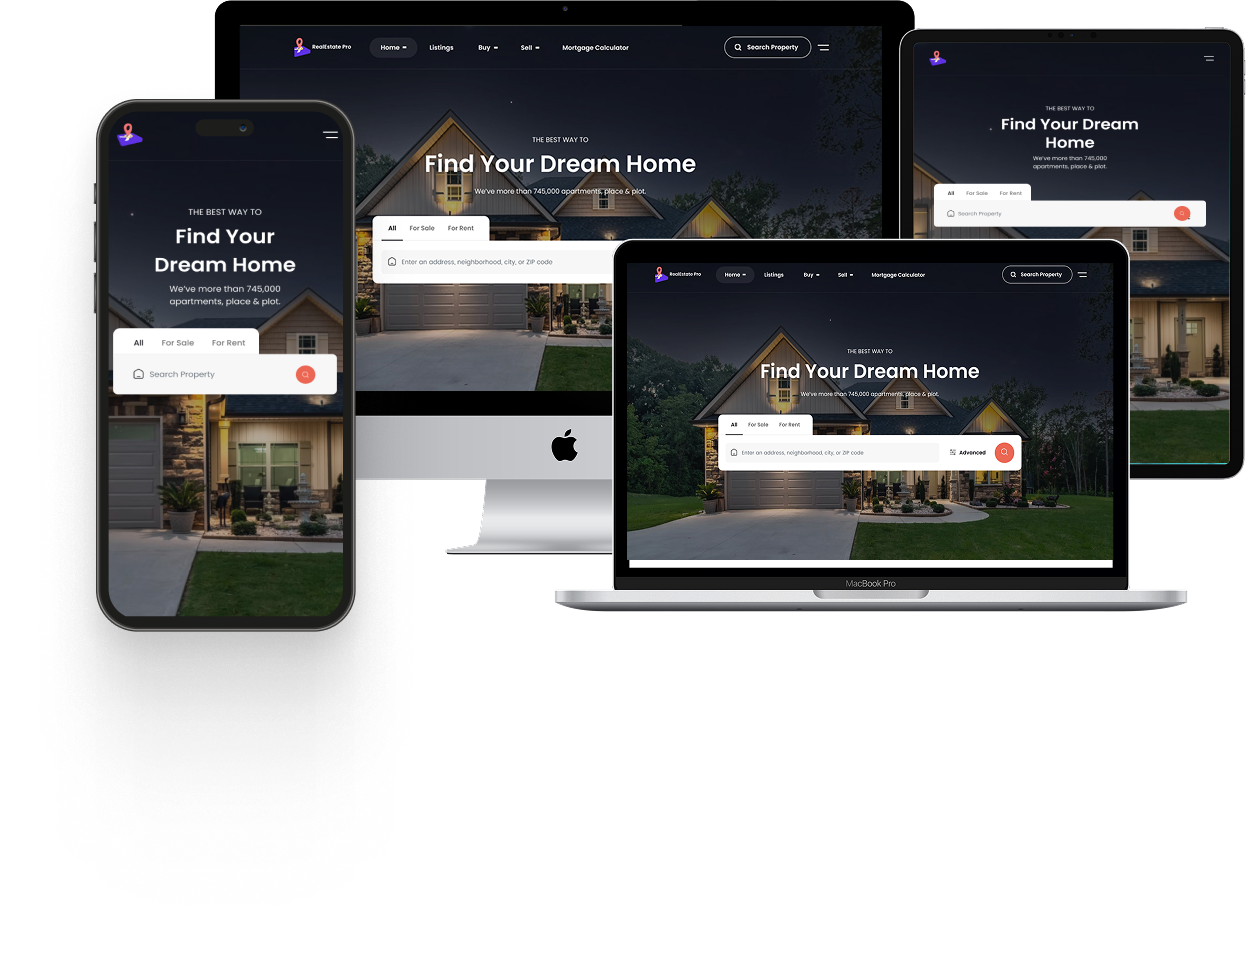 RealEstate Pro
Home
Listings
Buy
Sell
Mortgage Calculator
Search Property
THE BEST WAY TO
Find Your Dream Home
We've more than 745,000 apartments, place & plot.
All
For Sale
For Rent
Enter an address, neighborhood, city, or ZIP code
THE BEST WAY TO
Find Your Dream
Home
We've more than 745,000
apartments, place & plot.
All
For Sale
For Rent
Search Property
THE BEST WAY TO
Find Your
Dream Home
We've more than 745,000
apartments, place & plot.
All
For Sale
For Rent
Search Property
RealEstate Pro
Home
Listings
Buy
Sell
Mortgage Calculator
Search Property
THE BEST WAY TO
Find Your Dream Home
We've more than 745,000 apartments, place & plot.
All
For Sale
For Rent
Enter an address, neighborhood, city, or ZIP code
Advanced
MacBook Pro